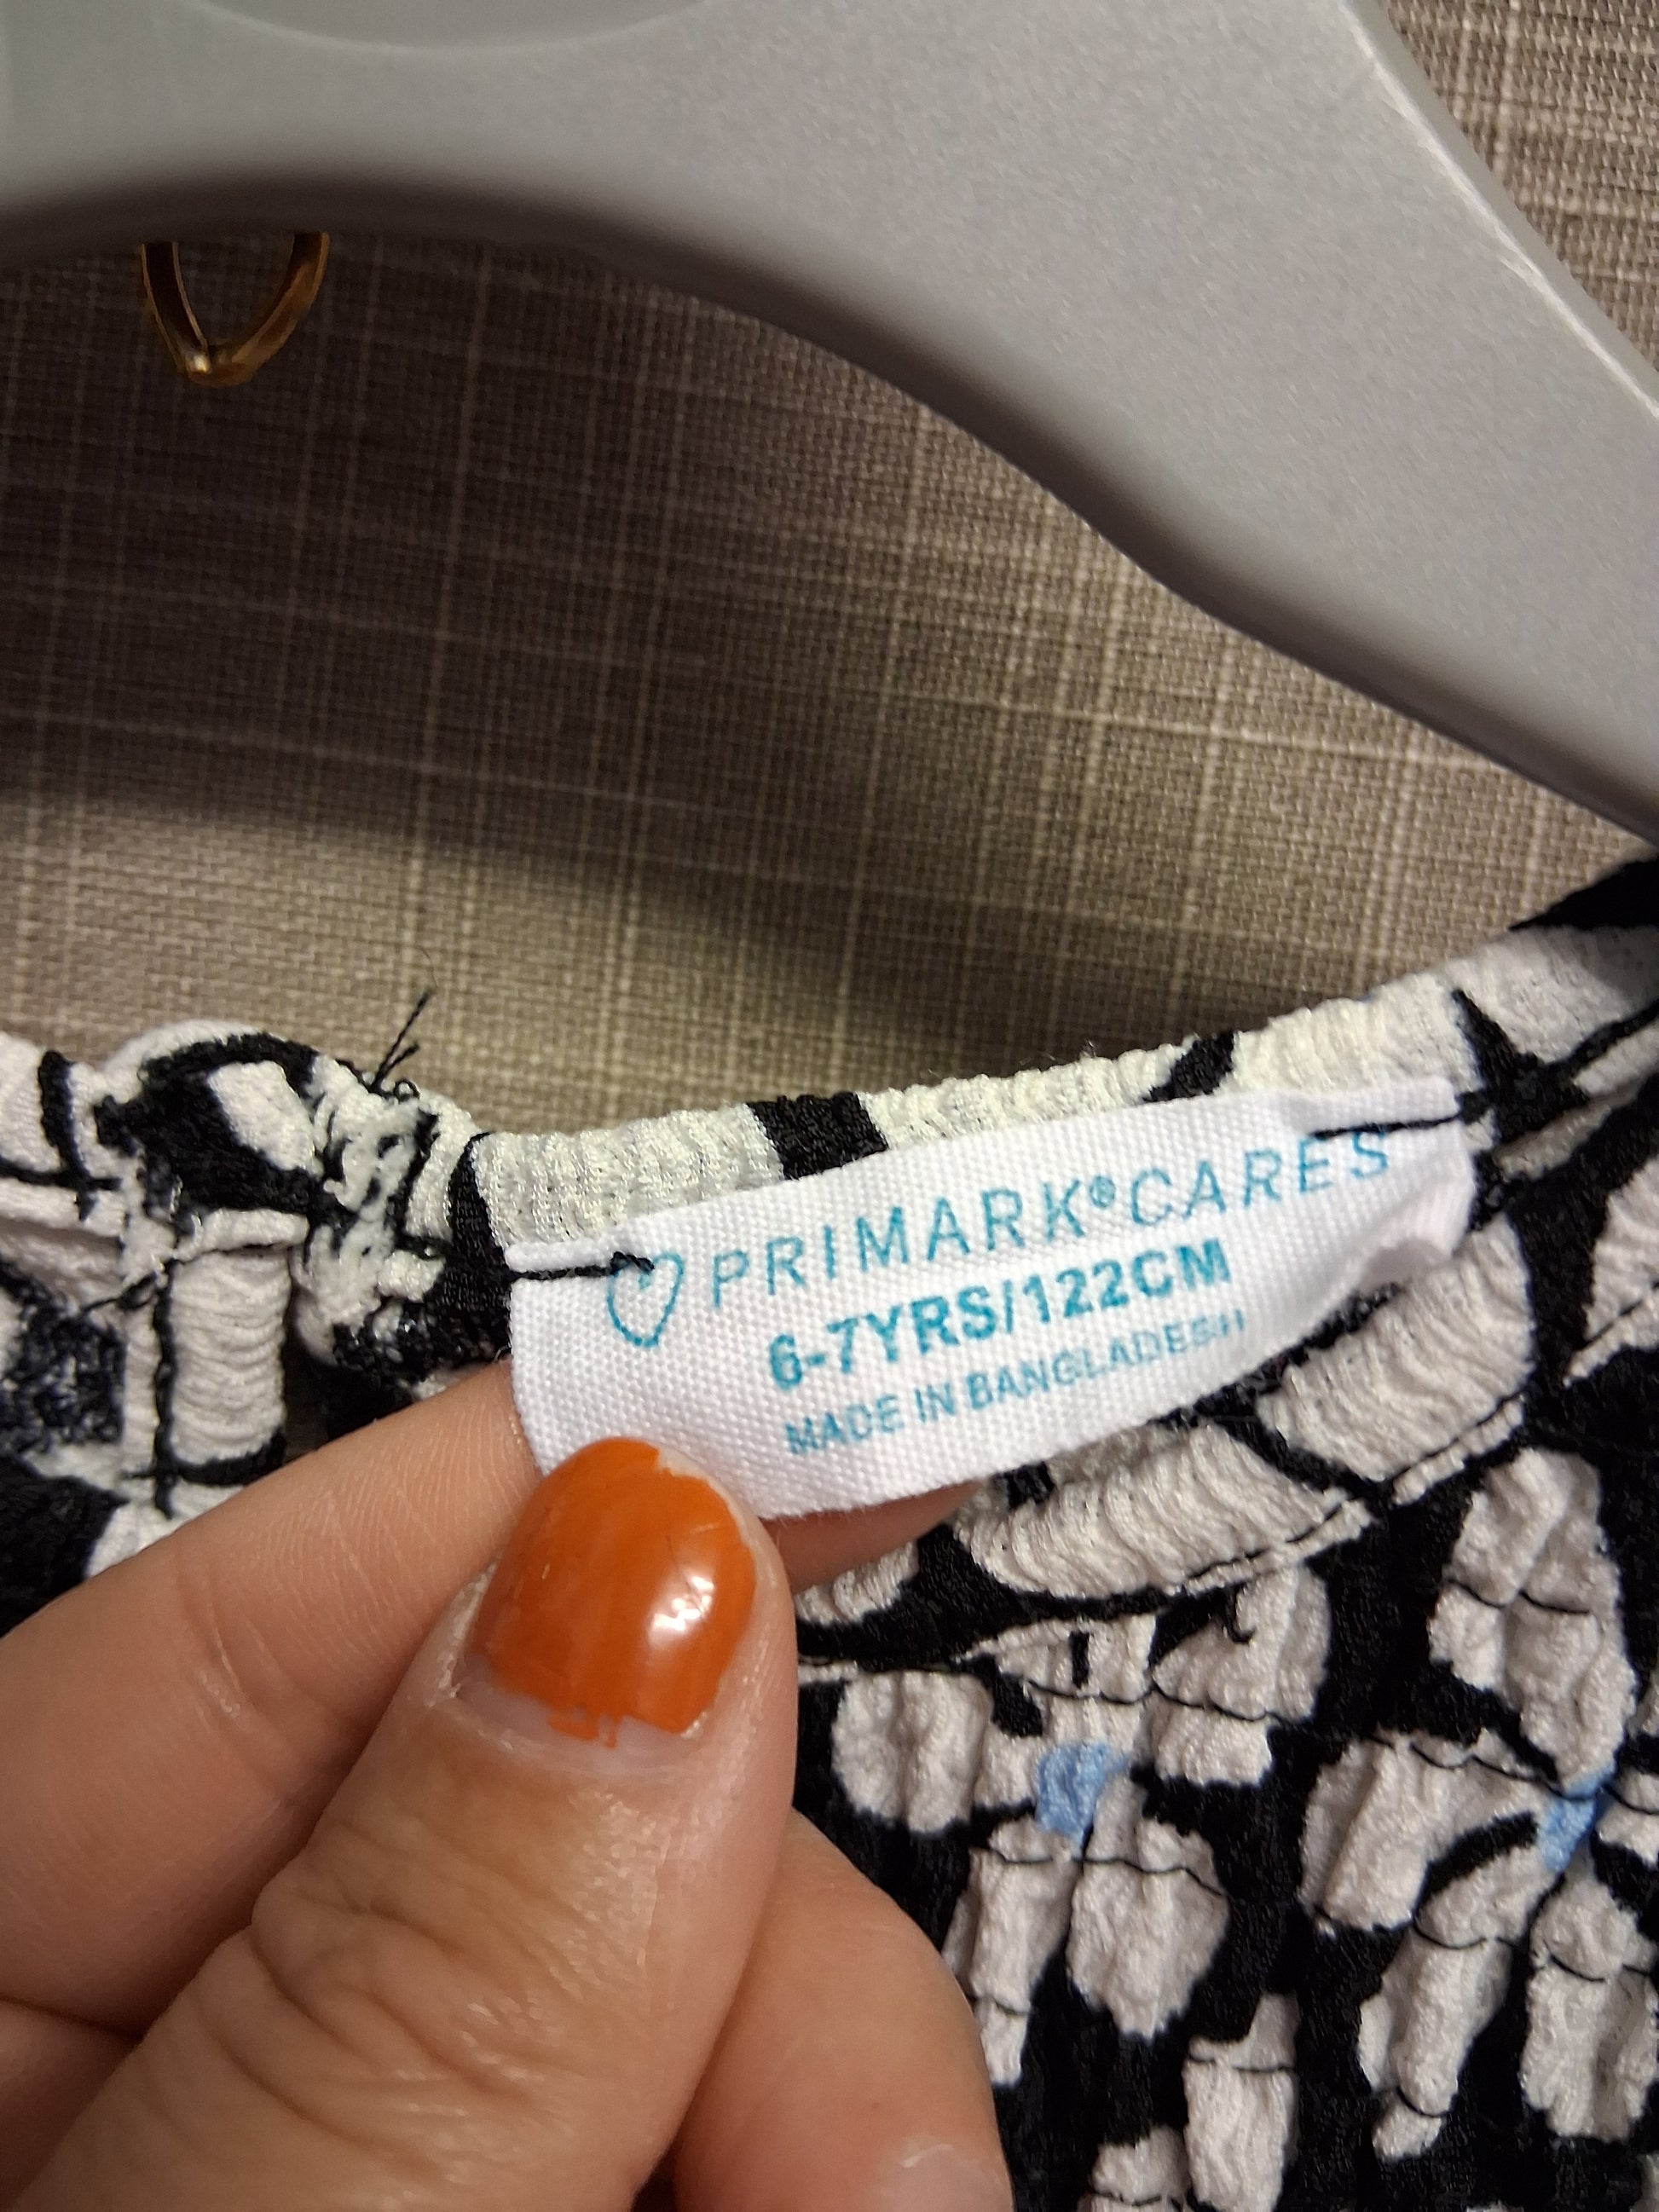 PRIMARK®CARES
6-7YRS/122CM
MADE IN BANGLADESH